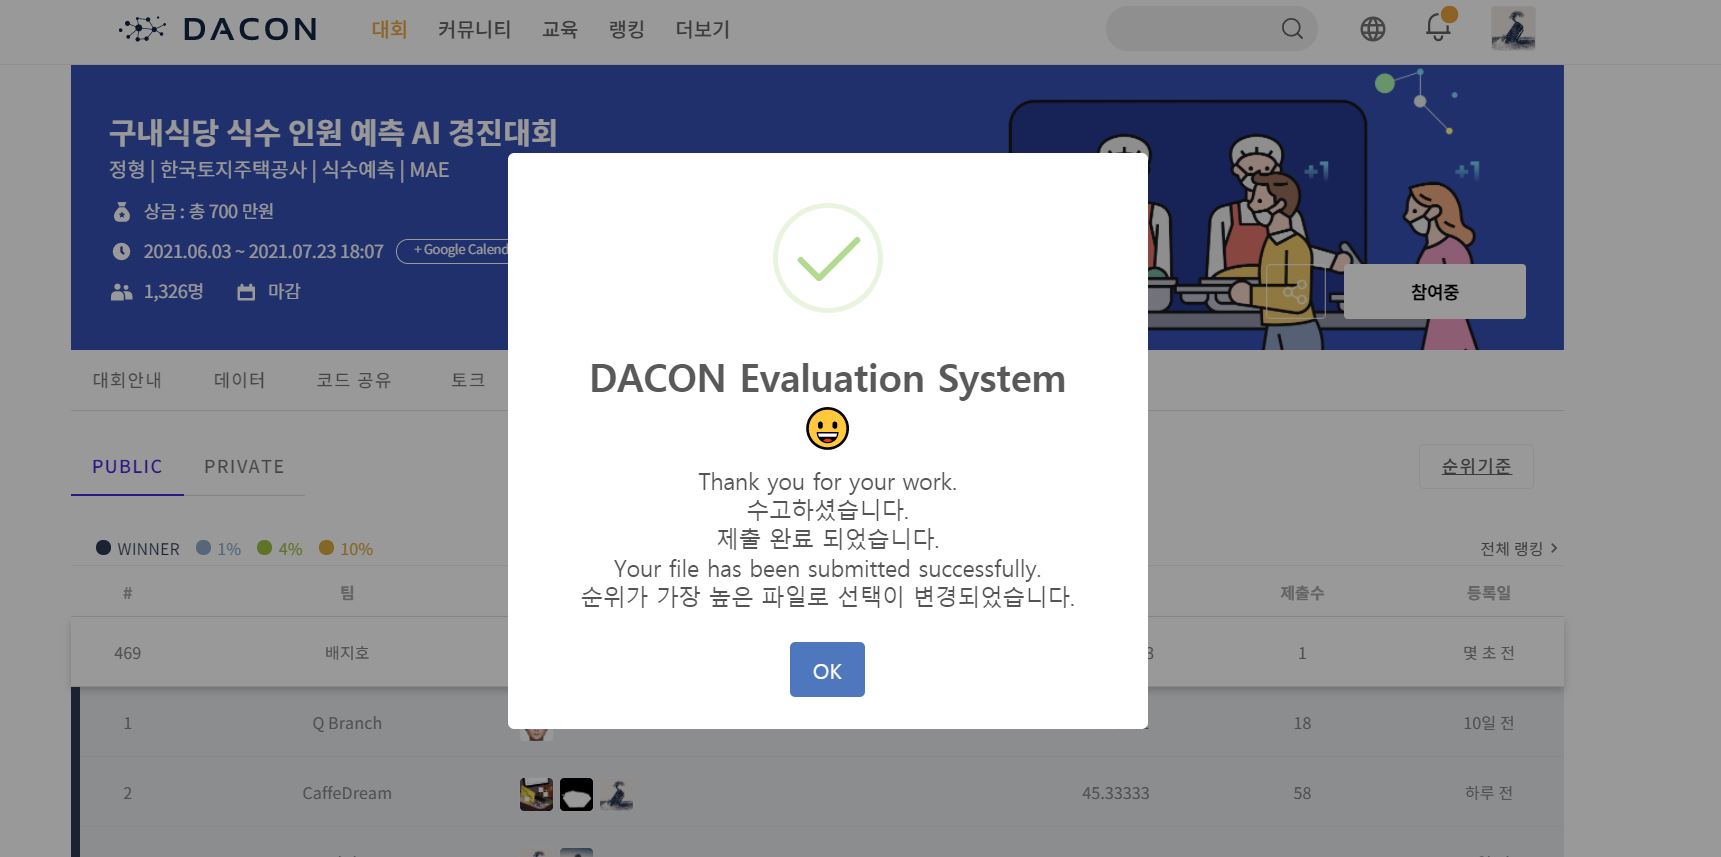 DACON
대회 커뮤니티 교육 랭킹 더보기
구내식당 식수 인원 예측 AI 경진대회
정형 | 한국토지주택공사 | 식수예측 | MAE
상금 : 총 700 만원
2021.06.03 ~ 2021.07.23 18:07 + Google Calend
1,326명 마감
+1
+1
참여중
대회안내 데이터 코드 공유 토크
DACON Evaluation System
Thank you for your work.
수고하셨습니다.
제출 완료 되었습니다.
Your file has been submitted successfully.
순위가 가장 높은 파일로 선택이 변경되었습니다.
OK
PUBLIC PRIVATE
순위기준
WINNER 1% 4% 10%
전체 랭킹 >
# 팀 제출수 등록일
469 배지호 3 1 몇 초 전
1 Q Branch 18 10일 전
2 CaffeDream 45.33333 58 하루 전